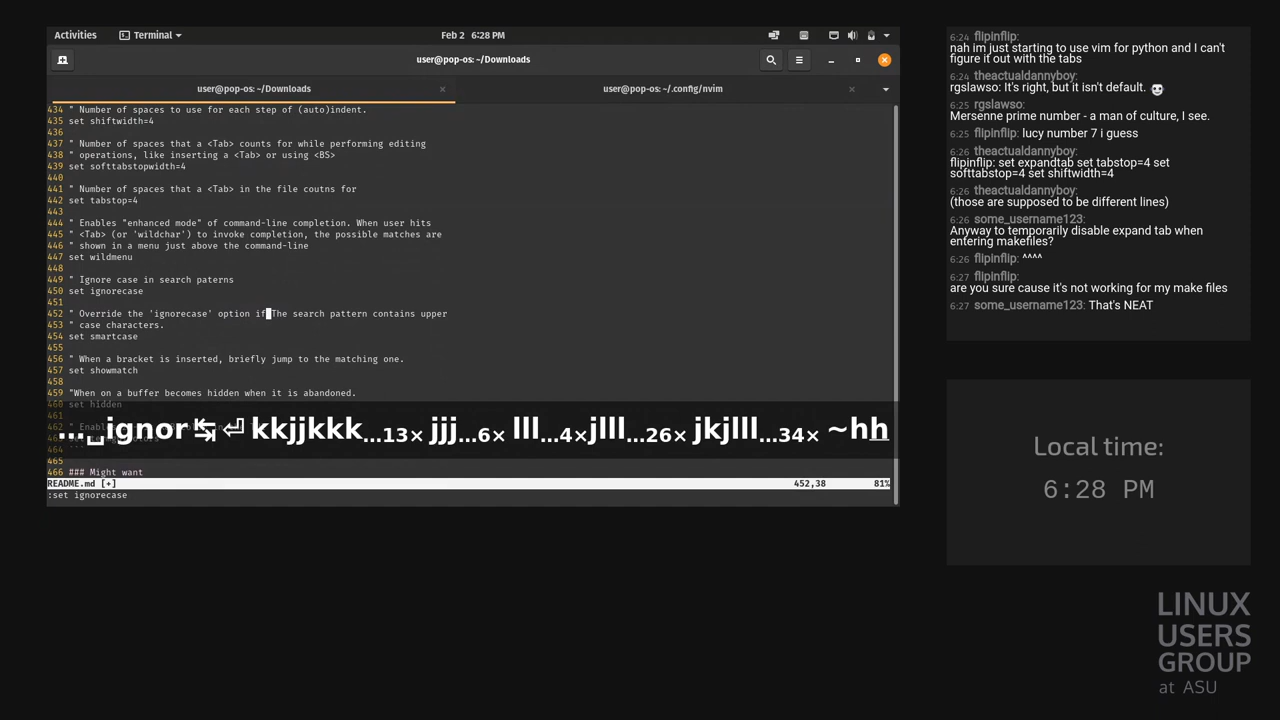 Activities
Terminal
Feb 2 6:28 PM
user@pop-os: ~/Downloads
user@pop-os: ~/Downloads
user@pop-os: ~/.config/nvim
434 " Number of spaces to use for each step of (auto)indent.
435 set shiftwidth=4
436
437 " Number of spaces that a <Tab> counts for while performing editing
438 " operations, like inserting a <Tab> or using <BS>
439 set softtabstopwidth=4
440
441 " Number of spaces that a <Tab> in the file coutns for
442 set tabstop=4
443
444 " Enables "enhanced mode" of command-line completion. When user hits
445 " <Tab> (or 'wildchar') to invoke completion, the possible matches are
446 " shown in a menu just above the command-line
447 set wildmenu
448
449 " Ignore case in search paterns
450 set ignorecase
451
452 " Override the 'ignorecase' option if The search pattern contains upper
453 " case characters.
454 set smartcase
455
456 " When a bracket is inserted, briefly jump to the matching one.
457 set showmatch
458
459 "When on a buffer becomes hidden when it is abandoned.
460 set hidden
461
…_ignor ↹ ⏎ kkjjkkk…13× jjj…6× lll…4×jlll…26× jkjlll…34× ~hh
464
465
466 ### Might want
README.md [+] 452,38 81%
:set ignorecase
6:24 flipinflip:
nah im just starting to use vim for python and I can't
figure it out with the tabs
6:24 theactualdannyboy:
rgslawso: It's right, but it isn't default.
6:25 rgslawso:
Mersenne prime number - a man of culture, I see.
6:25 flipinflip: lucy number 7 i guess
6:26 theactualdannyboy:
flipinflip: set expandtab set tabstop=4 set
softtabstop=4 set shiftwidth=4
6:26 theactualdannyboy:
(those are supposed to be different lines)
6:26 some_username123:
Anyway to temporarily disable expand tab when
entering makefiles?
6:26 flipinflip: ^^^^
6:27 flipinflip:
are you sure cause it's not working for my make files
6:27 some_username123: That's NEAT
Local time:
6:28 PM
LINUX
USERS
GROUP
at ASU